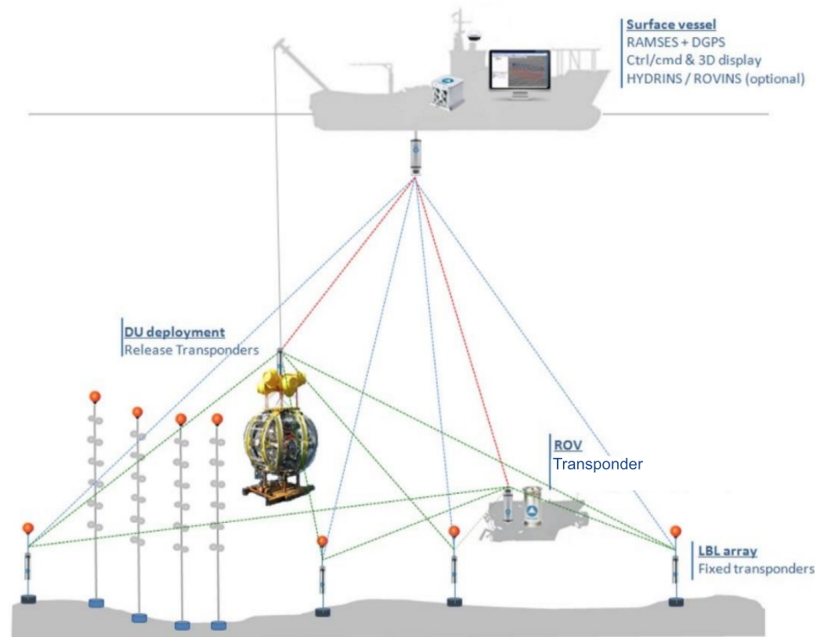 Surface vessel
RAMSES + DGPS
Ctrl/cmd & 3D display
HYDRINS / ROVINS (optional)
DU deployment
Release Transponders
ROV
Transponder
LBL array
Fixed transponders